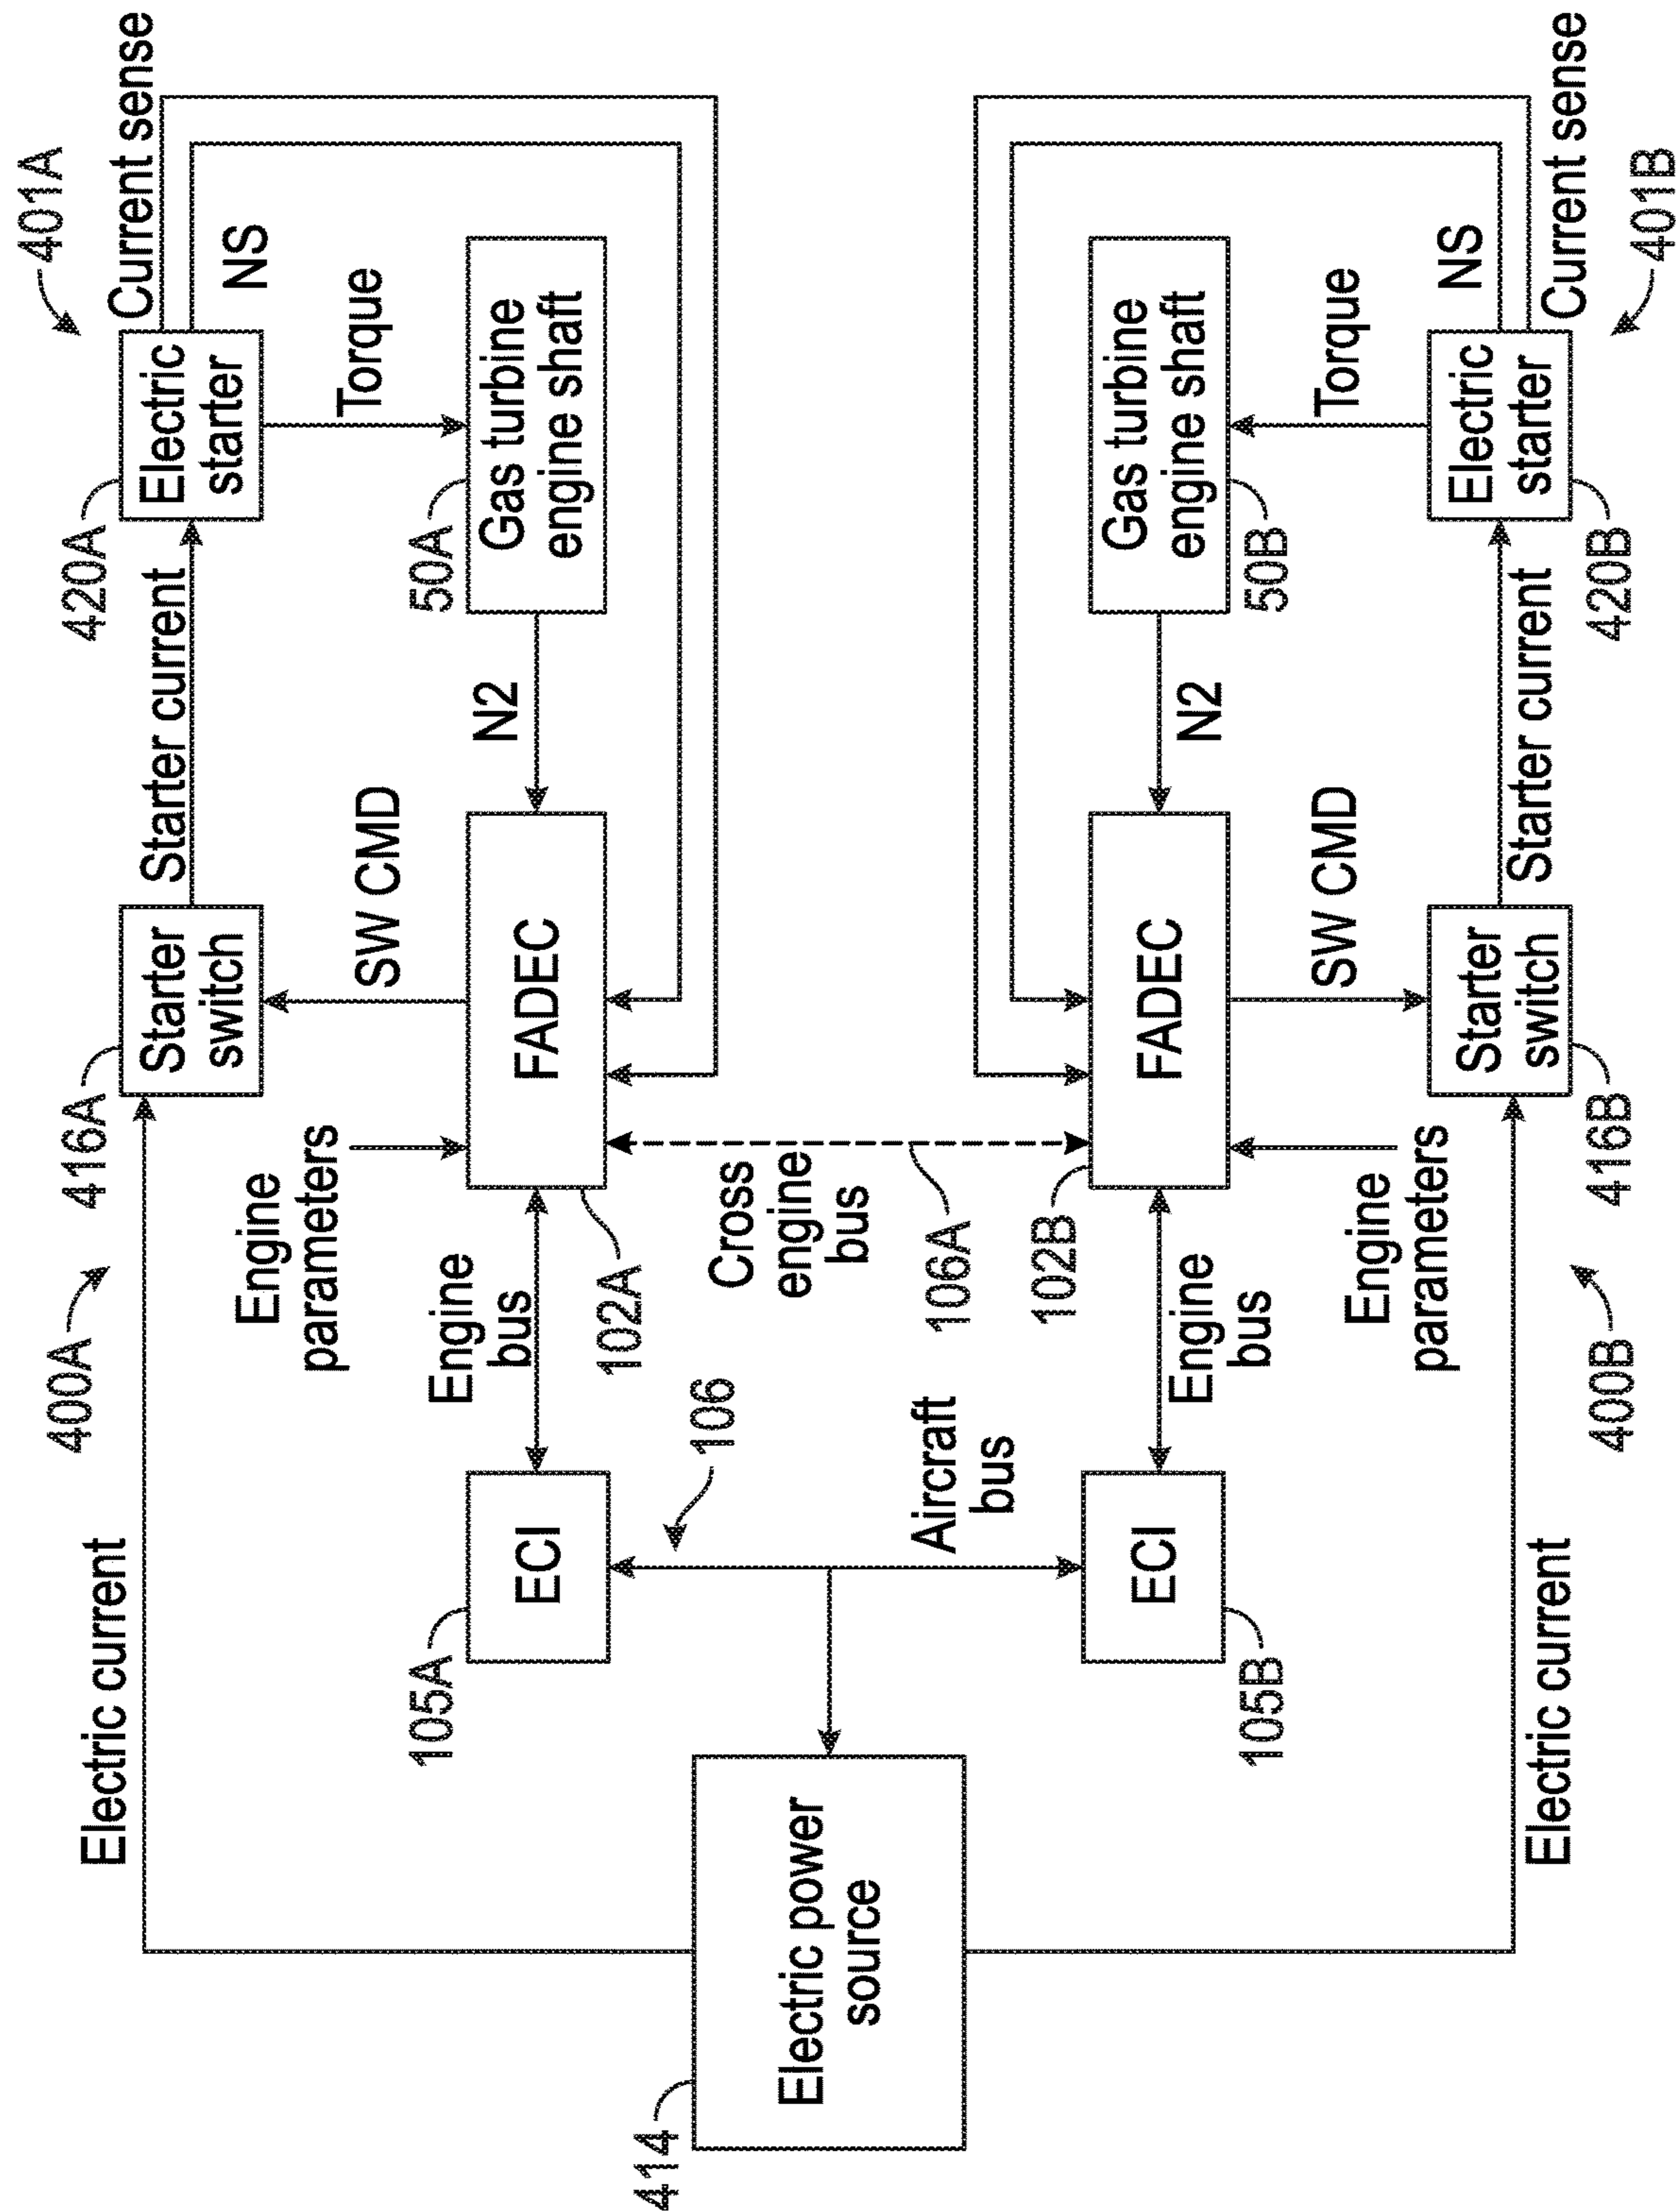 414
Electric power
source
Electric current
Electric current
400A
416A
Starter
switch
Starter current
420A
Electric
starter
401A
Current sense
NS
Torque
50A
Gas turbine
engine shaft
N2
SW CMD
Engine
parameters
FADEC
102A
Engine
bus
105A
ECI
106
Aircraft
bus
Cross
engine
bus
106A
102B
105B
ECI
Engine
bus
FADEC
Engine
parameters
N2
Gas turbine
engine shaft
50B
SW CMD
Torque
NS
400B
416B
Starter
switch
Starter current
420B
Electric
starter
Current sense
401B